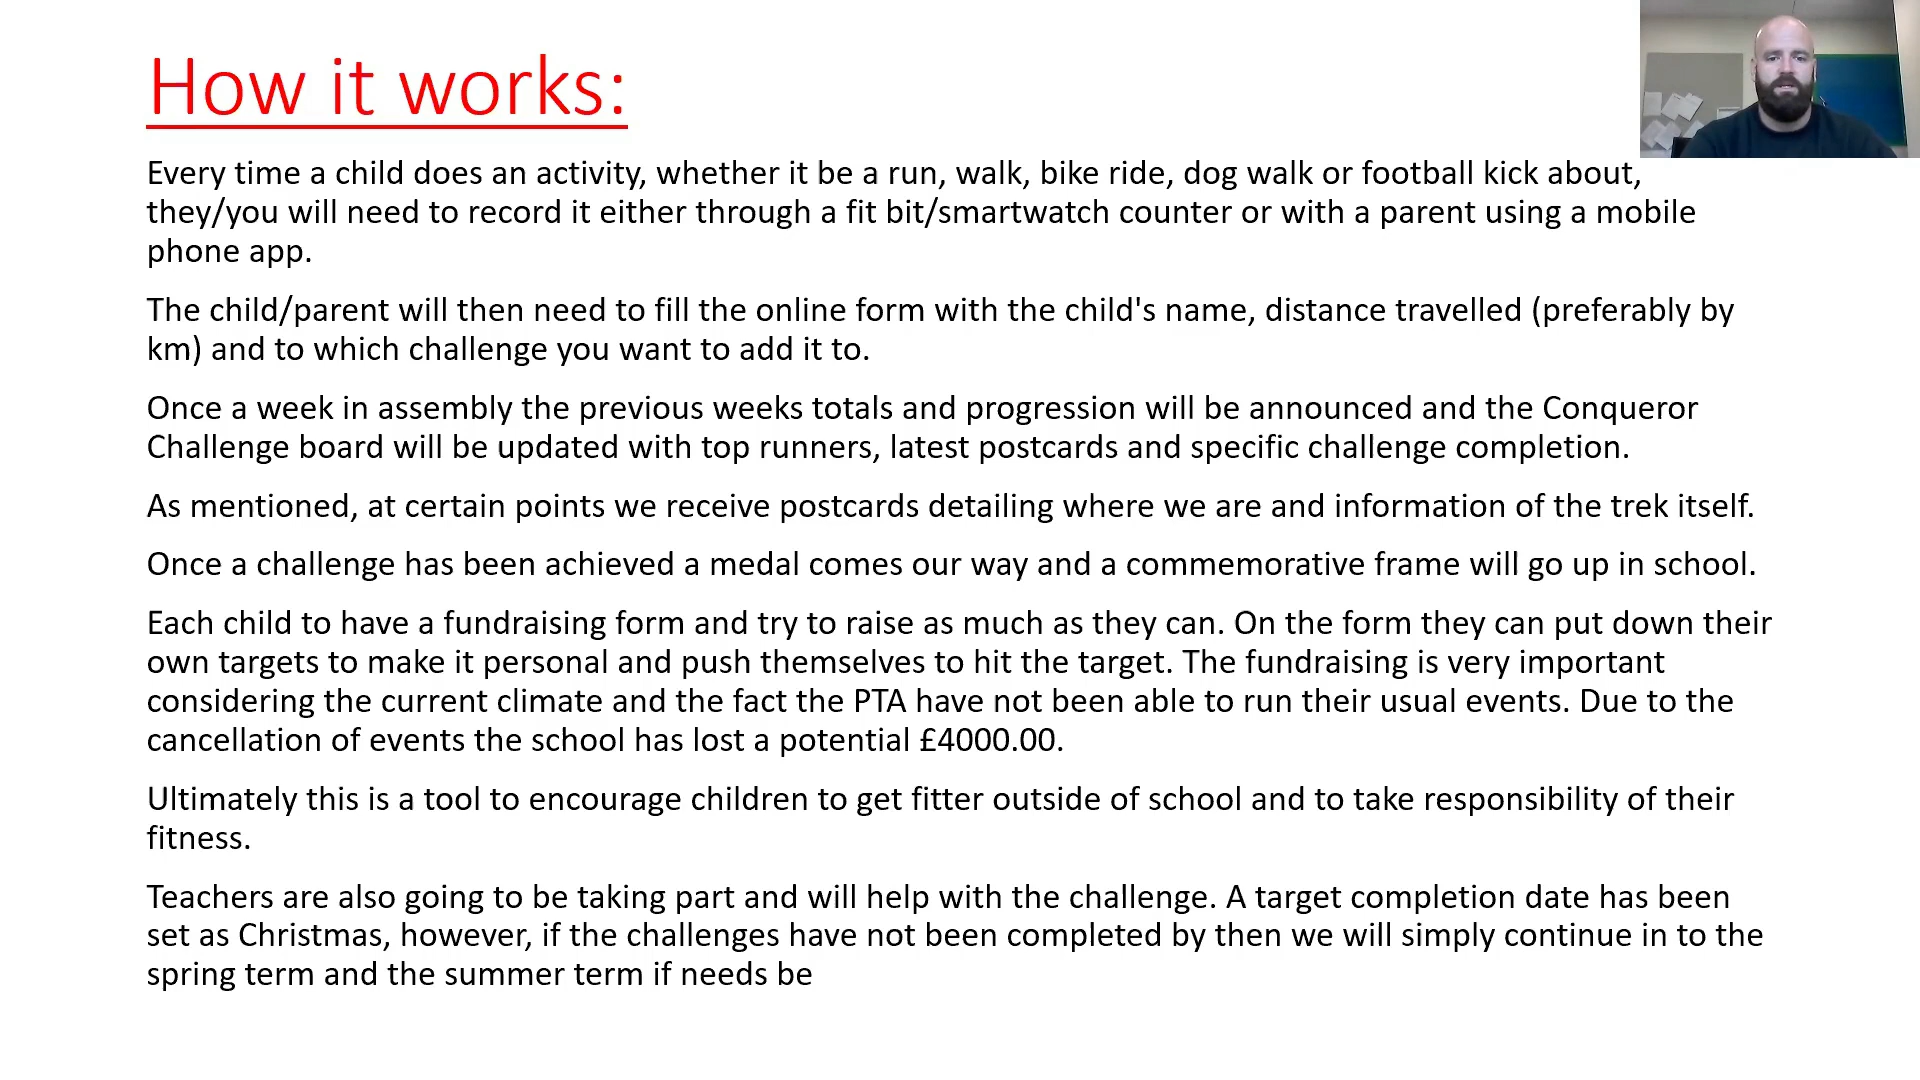 How it works:
Every time a child does an activity, whether it be a run, walk, bike ride, dog walk or football kick about,
they/you will need to record it either through a fit bit/smartwatch counter or with a parent using a mobile
phone app.
The child/parent will then need to fill the online form with the child's name, distance travelled (preferably by
km) and to which challenge you want to add it to.
Once a week in assembly the previous weeks totals and progression will be announced and the Conqueror
Challenge board will be updated with top runners, latest postcards and specific challenge completion.
As mentioned, at certain points we receive postcards detailing where we are and information of the trek itself.
Once a challenge has been achieved a medal comes our way and a commemorative frame will go up in school.
Each child to have a fundraising form and try to raise as much as they can. On the form they can put down their
own targets to make it personal and push themselves to hit the target. The fundraising is very important
considering the current climate and the fact the PTA have not been able to run their usual events. Due to the
cancellation of events the school has lost a potential £4000.00.
Ultimately this is a tool to encourage children to get fitter outside of school and to take responsibility of their
fitness.
Teachers are also going to be taking part and will help with the challenge. A target completion date has been
set as Christmas, however, if the challenges have not been completed by then we will simply continue in to the
spring term and the summer term if needs be